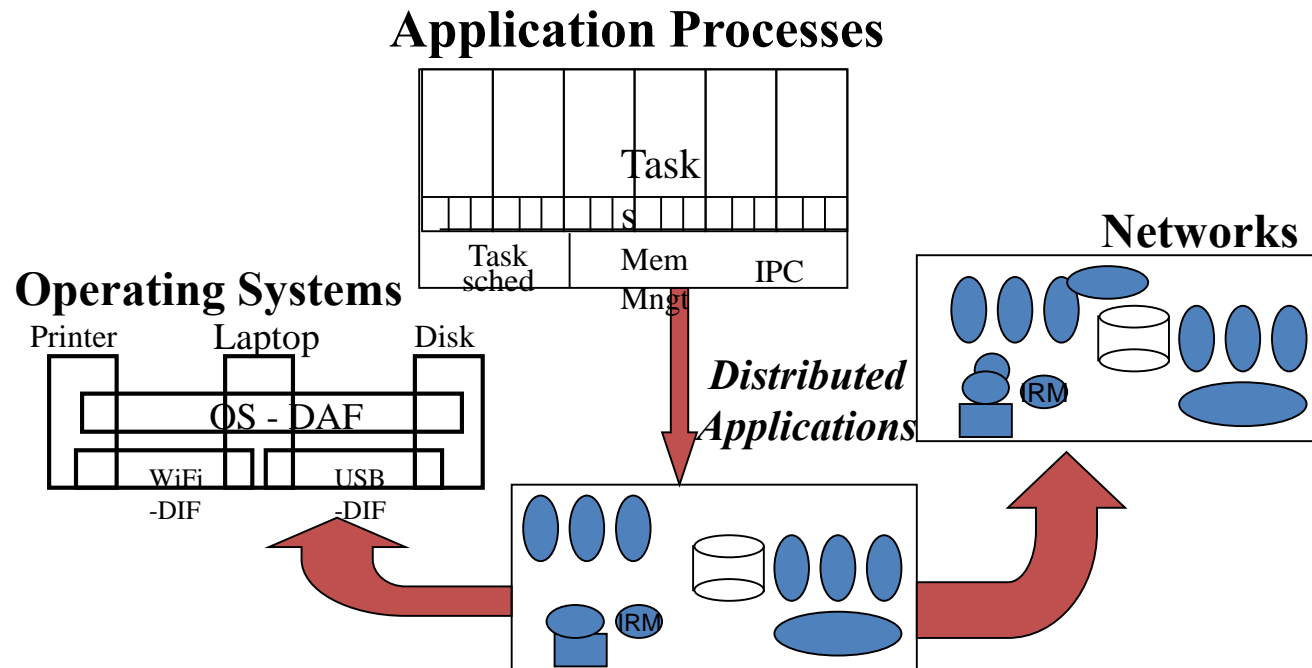 Application Processes
Task
s
Task
sched
Mem
Mngt
IPC
Networks
IRM
Operating Systems
Printer
Laptop
Disk
OS - DAF
WiFi
-DIF
USB
-DIF
Distributed
Applications
IRM